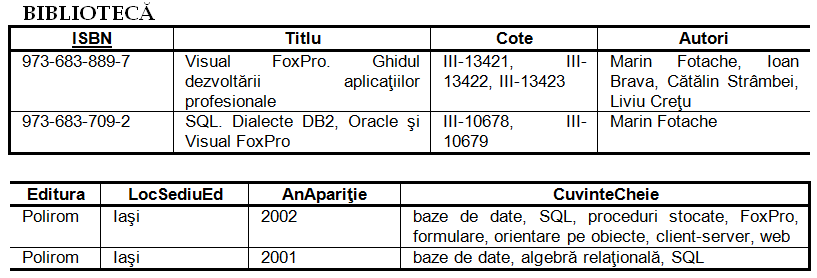 BIBLIOTECĂ
ISBN Titlu Cote Autori
973-683-889-7 Visual FoxPro. Ghidul III-13421, III- Marin Fotache, Ioan
dezvoltării aplicaţiilor 13422, III-13423 Brava, Cătălin Strâmbei,
profesionale Liviu Creţu
973-683-709-2 SQL. Dialecte DB2, Oracle şi III-10678, III- Marin Fotache
Visual FoxPro 10679
Editura LocSediuEd AnApariţie CuvinteCheie
Polirom Iaşi 2002 baze de date, SQL, proceduri stocate, FoxPro,
formulare, orientare pe obiecte, client-server, web
Polirom Iaşi 2001 baze de date, algebră relaţională, SQL